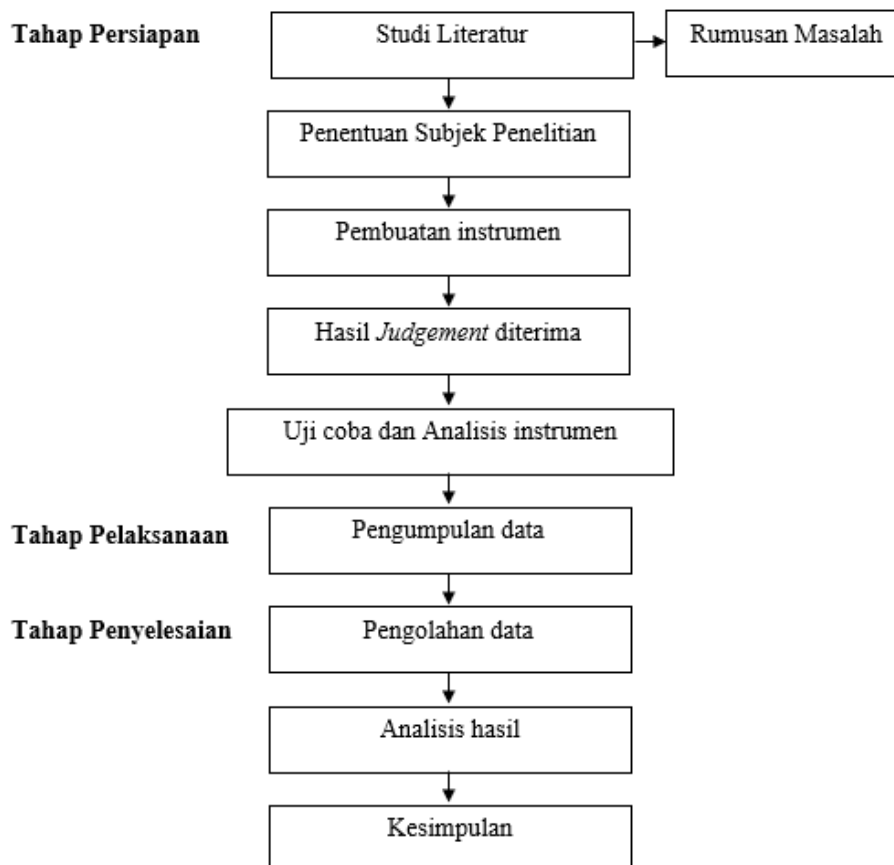 Tahap Persiapan
Studi Literatur
Rumusan Masalah
Penentuan Subjek Penelitian
Pembuatan instrumen
Hasil Judgement diterima
Uji coba dan Analisis instrumen
Tahap Pelaksanaan
Pengumpulan data
Tahap Penyelesaian
Pengolahan data
Analisis hasil
Kesimpulan